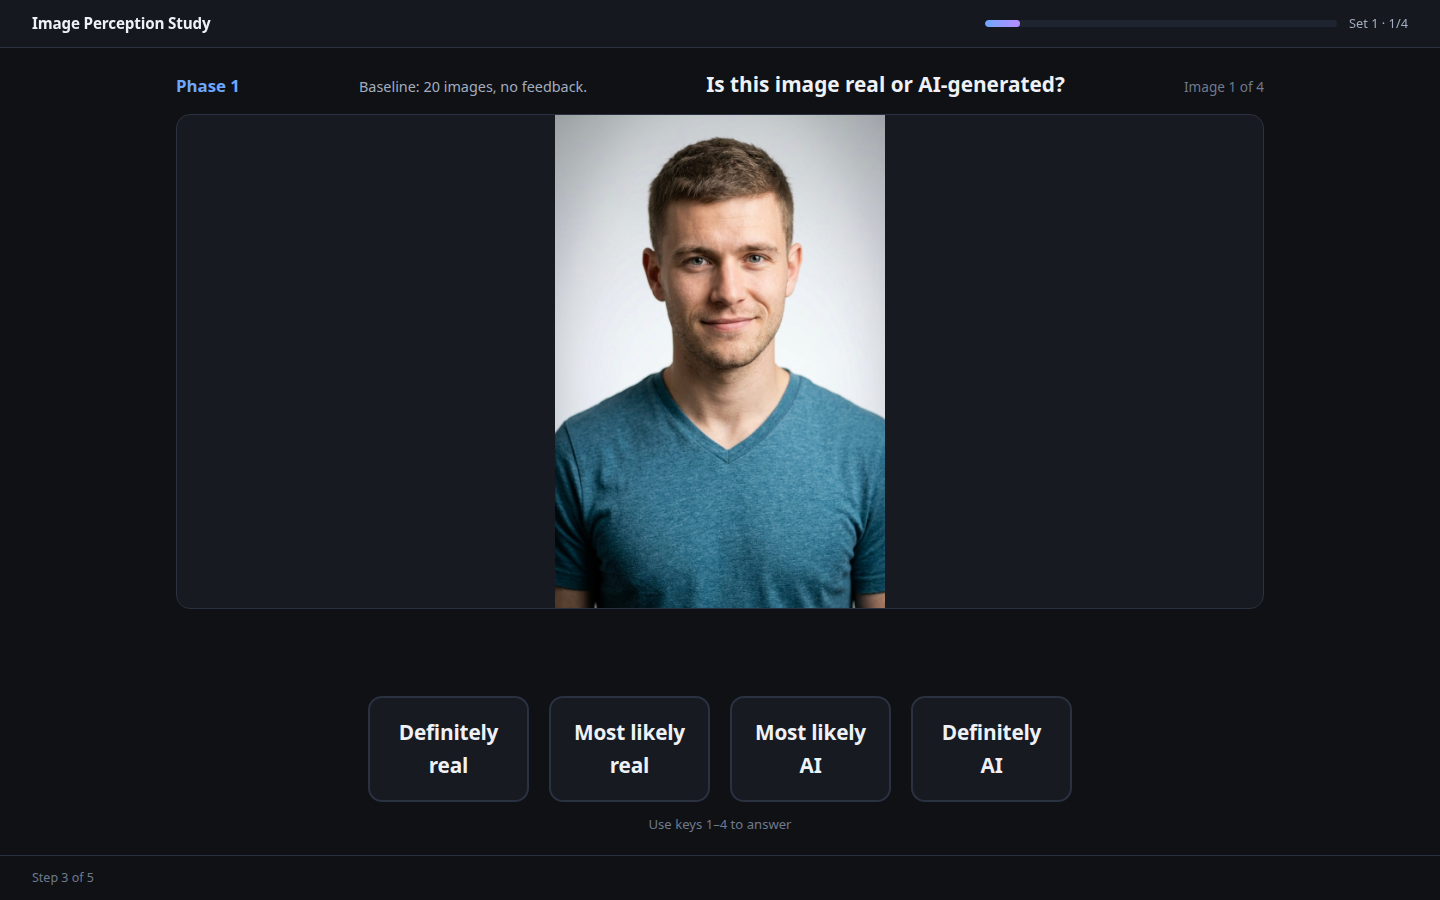 Image Perception Study
Set 1 · 1/4
Phase 1
Baseline: 20 images, no feedback.
Is this image real or AI-generated?
Image 1 of 4
Definitely
real
Most likely
real
Most likely
AI
Definitely
AI
Use keys 1–4 to answer
Step 3 of 5